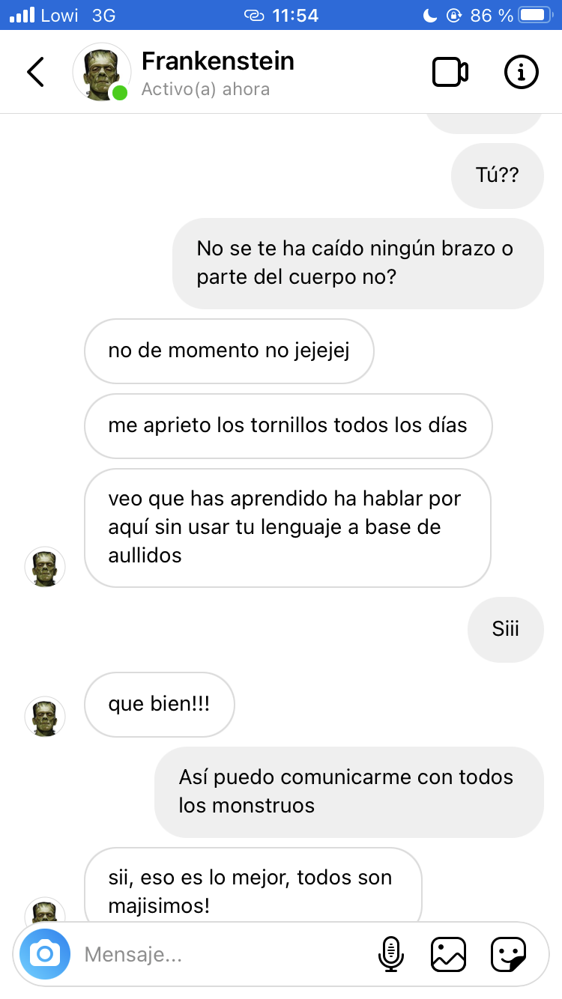 Lowi 3G 11:54 86 %
Frankenstein
Activo(a) ahora
Tú??
No se te ha caído ningún brazo o
parte del cuerpo no?
no de momento no jejejej
me aprieto los tornillos todos los días
veo que has aprendido ha hablar por
aquí sin usar tu lenguaje a base de
aullidos
Siii
que bien!!!
Así puedo comunicarme con todos
los monstruos
sii, eso es lo mejor, todos son
majisimos!
Mensaje...